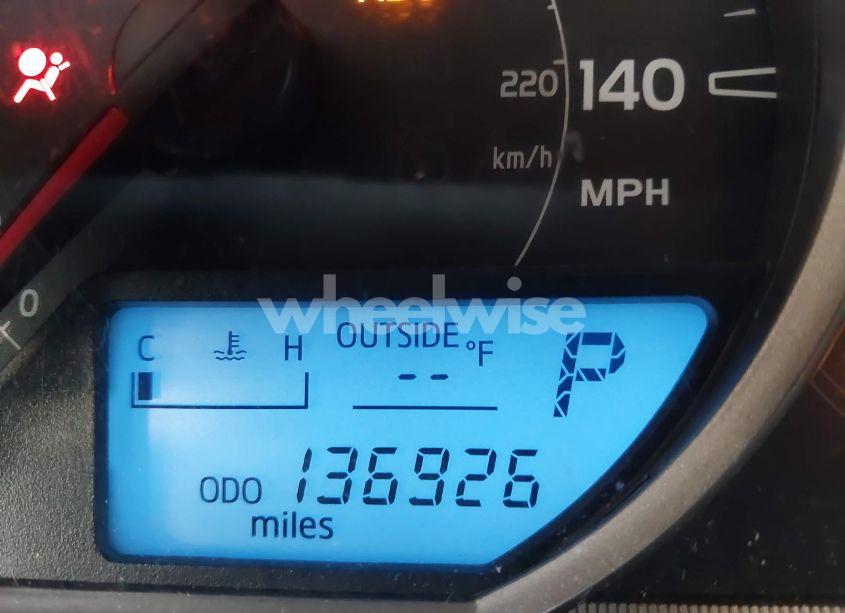 220 140
km/h
MPH
0
wheelwise
C H OUTSIDE °F P
--
ODO 136926
miles